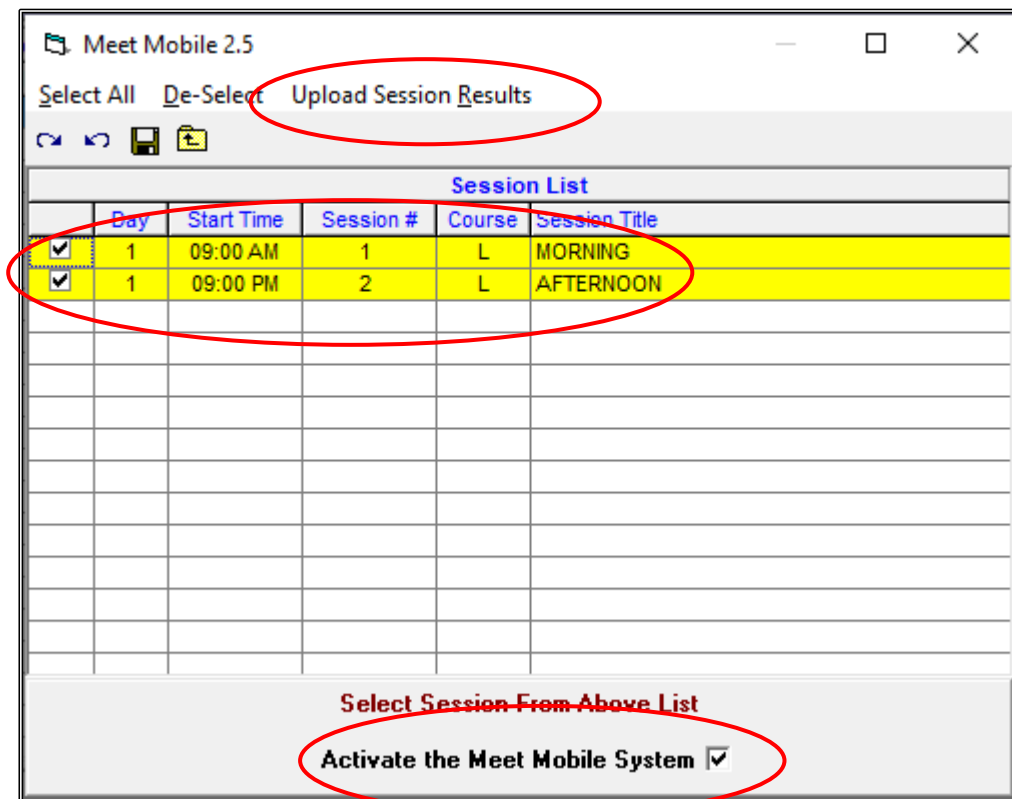 Meet Mobile 2.5
Select All De-Select Upload Session Results
Session List
Day Start Time Session # Course Session Title
1 09:00 AM 1 L MORNING
1 09:00 PM 2 L AFTERNOON
Select Session From Above List
Activate the Meet Mobile System